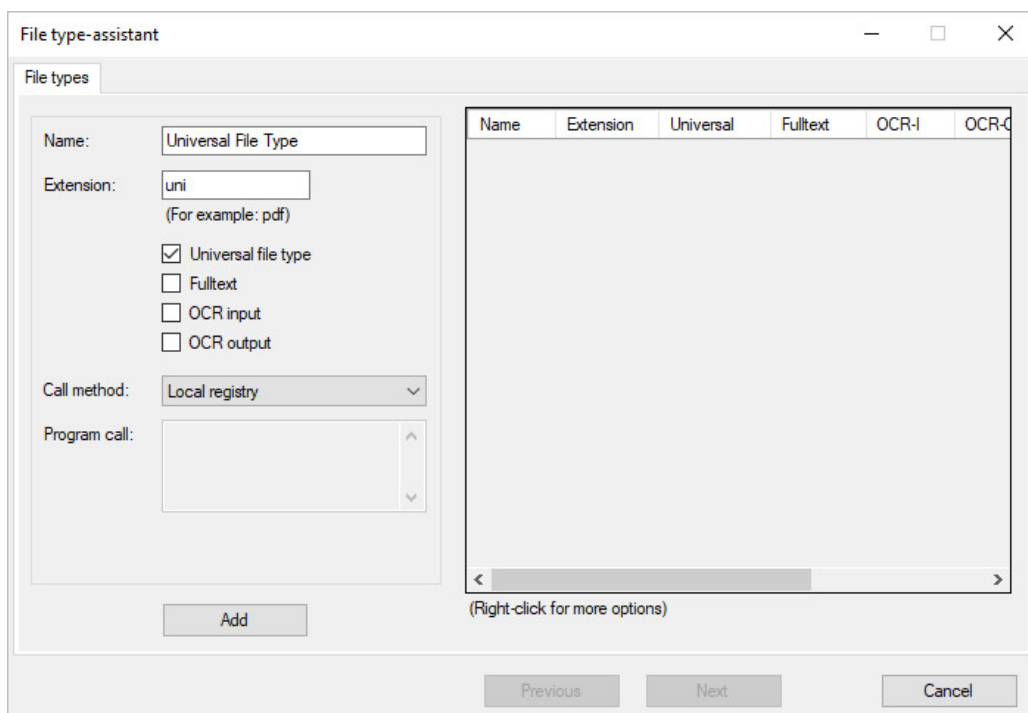 File type-assistant
File types
Name: Universal File Type
Extension: uni
(For example: pdf)
Universal file type
Fulltext
OCR input
OCR output
Call method: Local registry
Program call:
Add
Name Extension Universal Fulltext OCR-I OCR-O
(Right-click for more options)
Previous Next Cancel